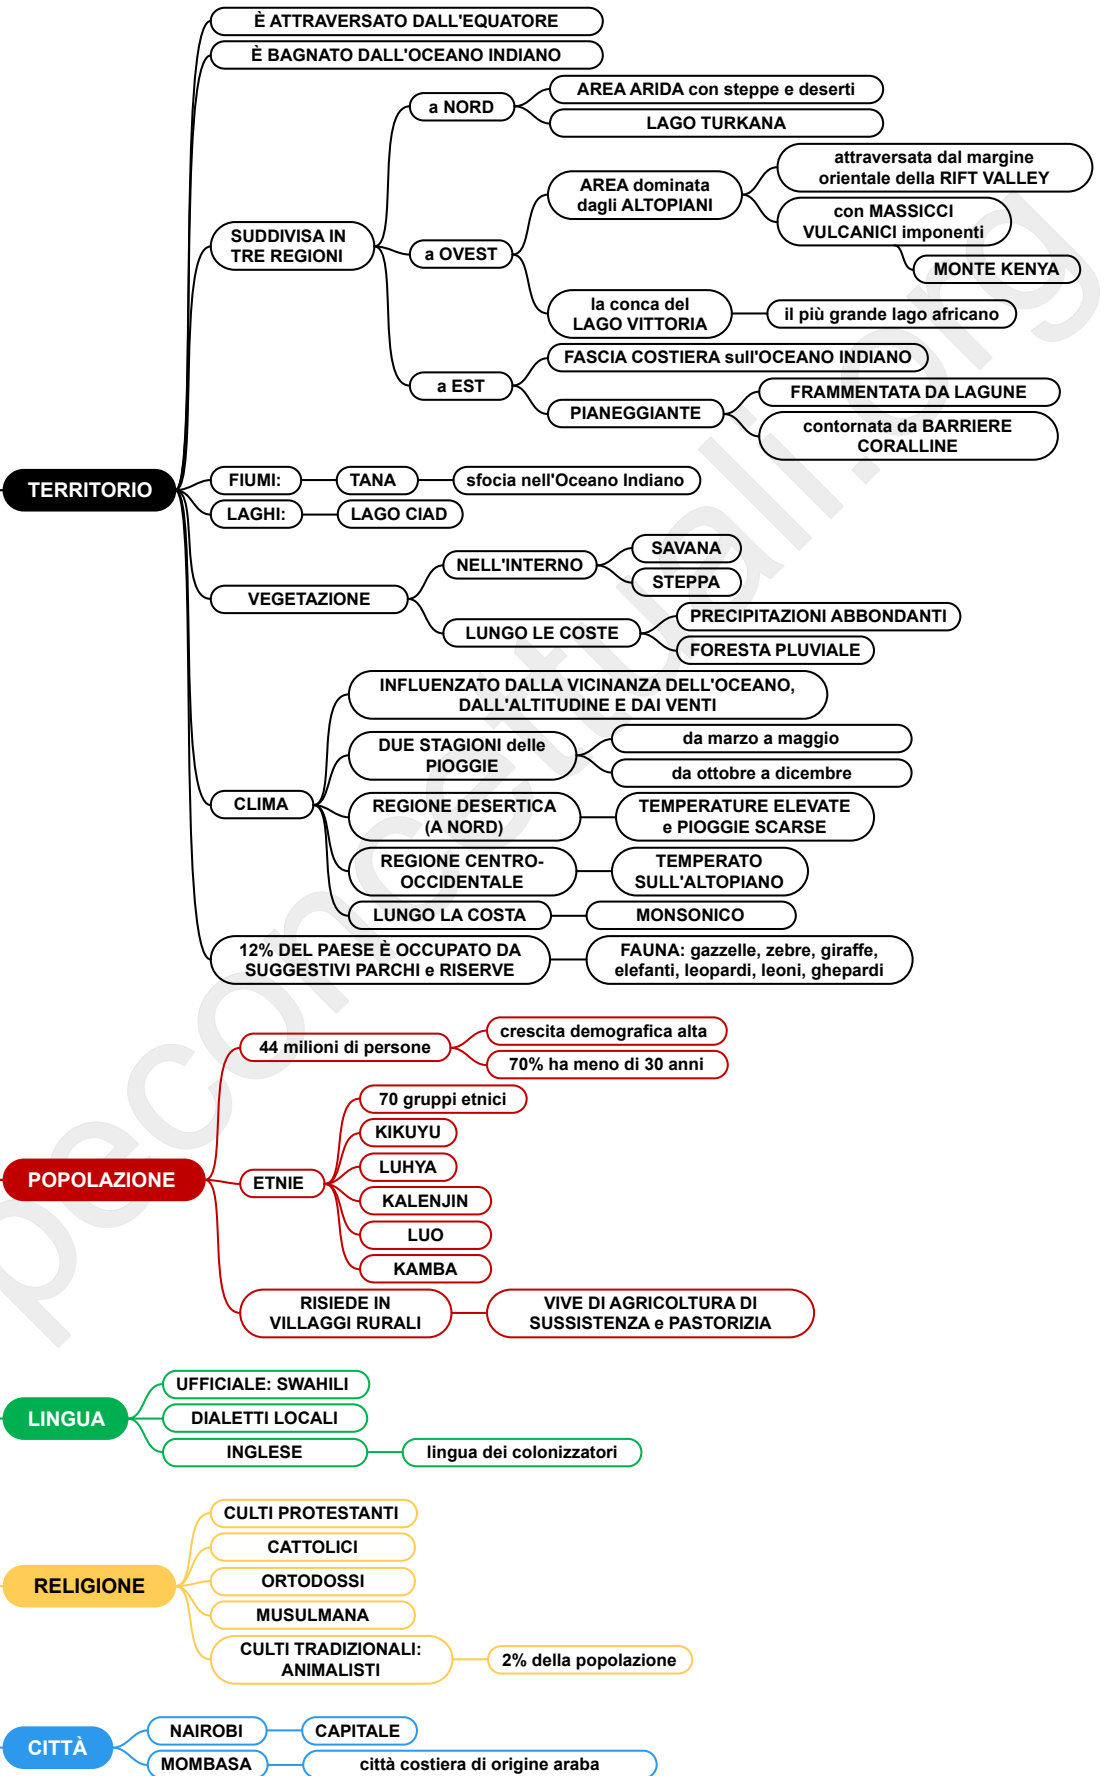 È ATTRAVERSATO DALL'EQUATORE
È BAGNATO DALL'OCEANO INDIANO
a NORD
AREA ARIDA con steppe e deserti
LAGO TURKANA
SUDDIVISA IN
TRE REGIONI
a OVEST
AREA dominata
dagli ALTOPIANI
attraversata dal margine
orientale della RIFT VALLEY
con MASSICCI
VULCANICI imponenti
MONTE KENYA
la conca del
LAGO VITTORIA
il più grande lago africano
a EST
FASCIA COSTIERA sull'OCEANO INDIANO
PIANEGGIANTE
FRAMMENTATA DA LAGUNE
contornata da BARRIERE
CORALLINE
TERRITORIO
FIUMI:
TANA
sfocia nell'Oceano Indiano
LAGHI:
LAGO CIAD
VEGETAZIONE
NELL'INTERNO
SAVANA
STEPPA
LUNGO LE COSTE
PRECIPITAZIONI ABBONDANTI
FORESTA PLUVIALE
CLIMA
INFLUENZATO DALLA VICINANZA DELL'OCEANO,
DALL'ALTITUDINE E DAI VENTI
DUE STAGIONI delle
PIOGGIE
da marzo a maggio
da ottobre a dicembre
REGIONE DESERTICA
(A NORD)
TEMPERATURE ELEVATE
e PIOGGIE SCARSE
REGIONE CENTRO-
OCCIDENTALE
TEMPERATO
SULL'ALTOPIANO
LUNGO LA COSTA
MONSONICO
12% DEL PAESE È OCCUPATO DA
SUGGESTIVI PARCHI e RISERVE
FAUNA: gazzelle, zebre, giraffe,
elefanti, leopardi, leoni, ghepardi
POPOLAZIONE
44 milioni di persone
crescita demografica alta
70% ha meno di 30 anni
ETNIE
70 gruppi etnici
KIKUYU
LUHYA
KALENJIN
LUO
KAMBA
RISIEDE IN
VILLAGGI RURALI
VIVE DI AGRICOLTURA DI
SUSSISTENZA e PASTORIZIA
LINGUA
UFFICIALE: SWAHILI
DIALETTI LOCALI
INGLESE
lingua dei colonizzatori
RELIGIONE
CULTI PROTESTANTI
CATTOLICI
ORTODOSSI
MUSULMANA
CULTI TRADIZIONALI:
ANIMALISTI
2% della popolazione
CITTÀ
NAIROBI
CAPITALE
MOMBASA
città costiera di origine araba
peconcettuali.org